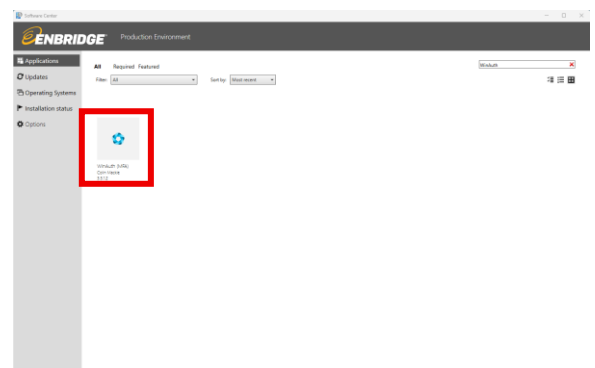 Software Center
ENBRIDGE Production Environment
Applications
Updates
Operating Systems
Installation status
Options
All Required Featured
WinAuth
Filter: All Sort by: Most recent
WinAuth (MFA)